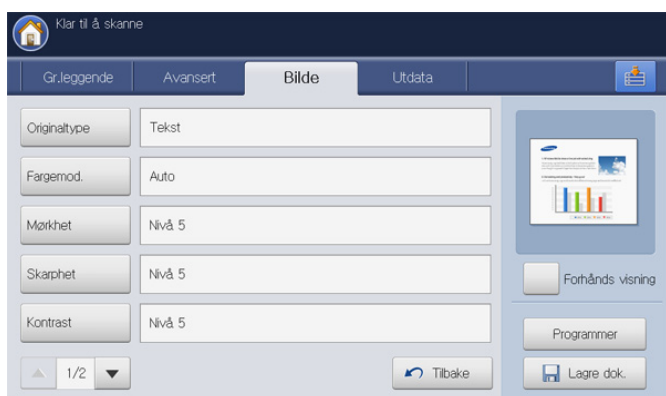 Klar til å skanne
Gr.leggende
Avansert
Bilde
Utdata
Originaltype
Tekst
Fargemod.
Auto
Mørkhet
Nivå 5
Skarphet
Nivå 5
Kontrast
Nivå 5
Forhånds visning
Programmer
1/2
Tilbake
Lagre dok.